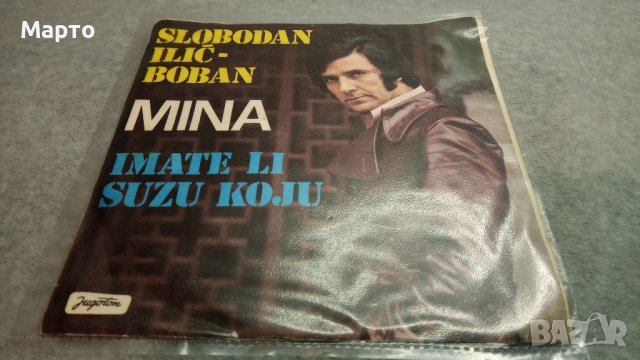 Марто
SLOBODAN
ILIĆ-
BOBAN
MINA
IMATE LI
SUZU KOJU
Jugoton
BAZAR